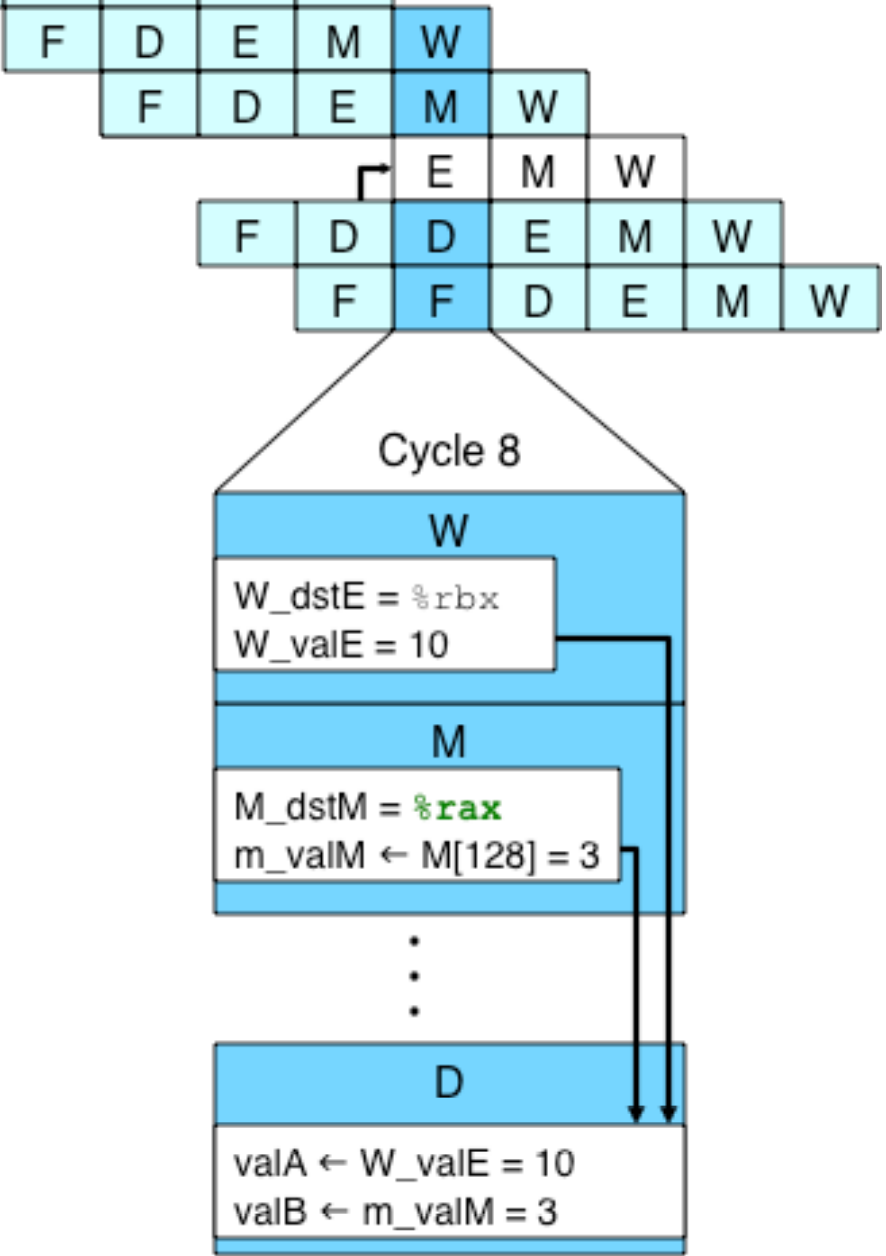 F D E M W
F D E M W
E M W
F D D E M W
F F D E M W
Cycle 8
W
W_dstE = %rbx
W_valE = 10
M
M_dstM = %rax
m_valM ← M[128] = 3
D
valA ← W_valE = 10
valB ← m_valM = 3